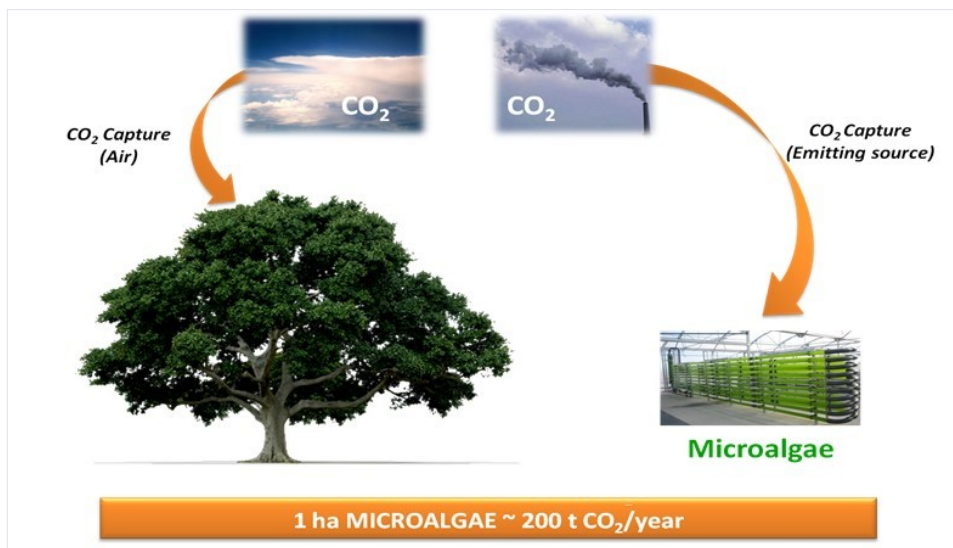 CO₂
CO₂
CO₂ Capture
(Air)
CO₂ Capture
(Emitting source)
Microalgae
1 ha MICROALGAE ~ 200 t CO₂/year